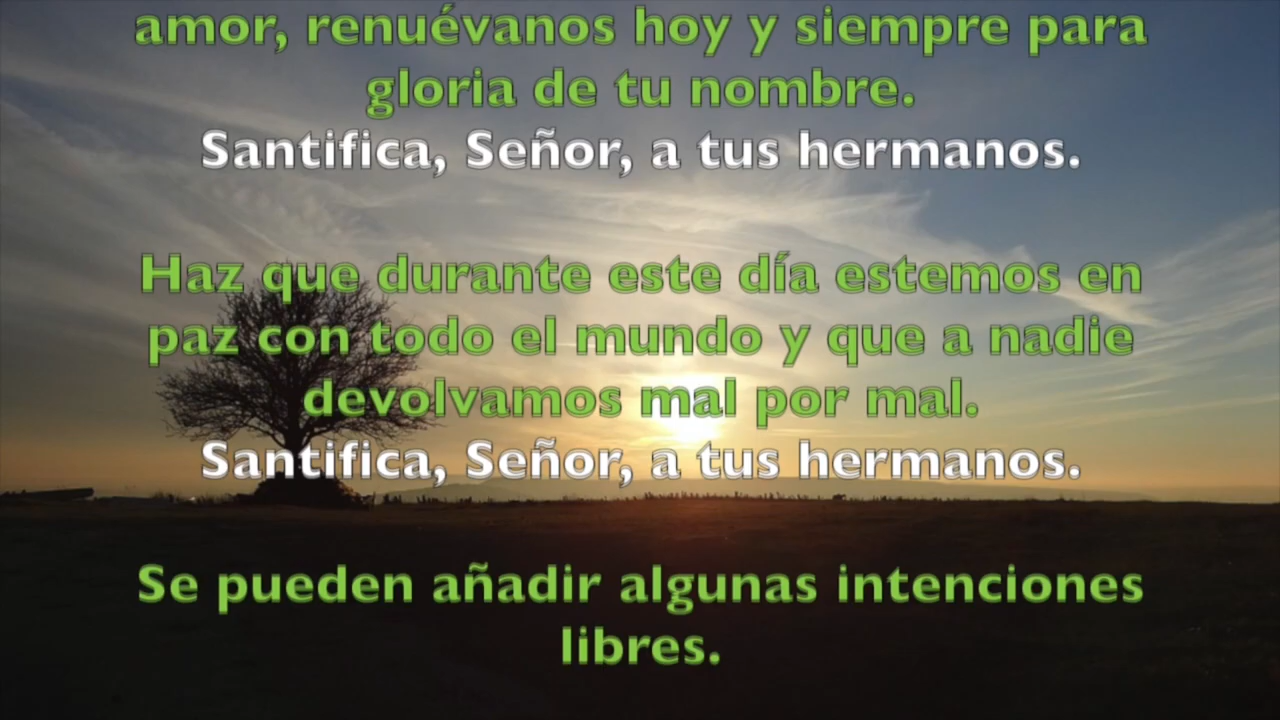 amor, renuévanos hoy y siempre para
gloria de tu nombre.
Santifica, Señor, a tus hermanos.
Haz que durante este día estemos en
paz con todo el mundo y que a nadie
devolvamos mal por mal.
Santifica, Señor, a tus hermanos.
Se pueden añadir algunas intenciones
libres.